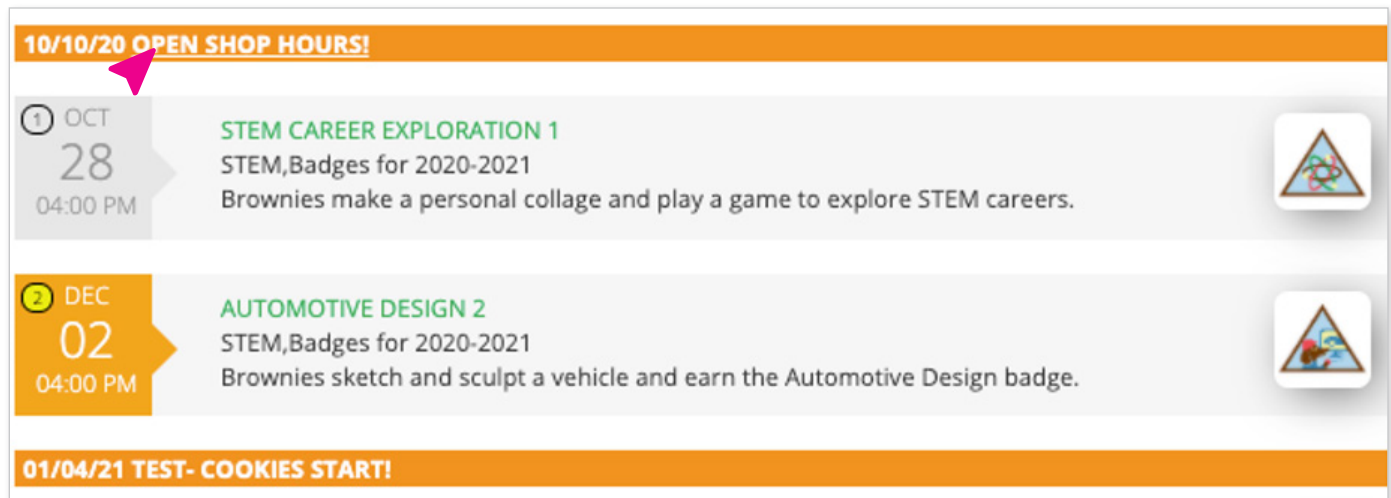 10/10/20 OPEN SHOP HOURS!
1 OCT
28
04:00 PM
STEM CAREER EXPLORATION 1
STEM,Badges for 2020-2021
Brownies make a personal collage and play a game to explore STEM careers.
2 DEC
02
04:00 PM
AUTOMOTIVE DESIGN 2
STEM,Badges for 2020-2021
Brownies sketch and sculpt a vehicle and earn the Automotive Design badge.
01/04/21 TEST- COOKIES START!